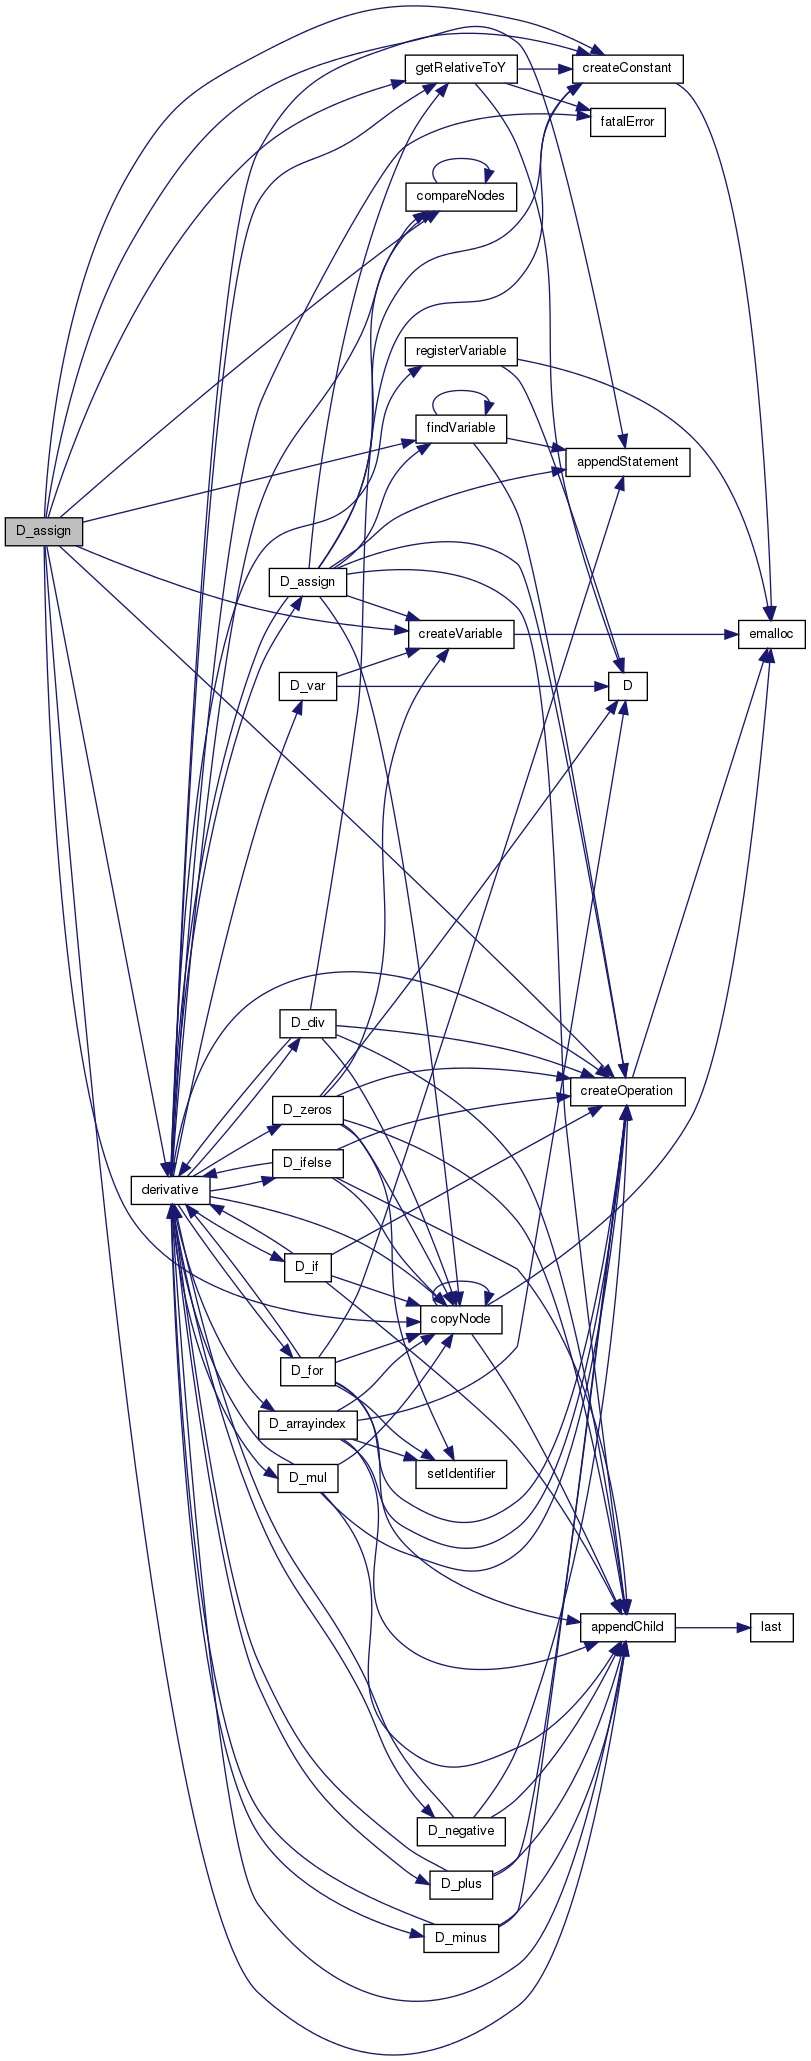 getRelativeToY
createConstant
fatalError
compareNodes
registerVariable
findVariable
appendStatement
D_assign
D_assign
createVariable
emalloc
D_var
D
D_div
createOperation
D_zeros
D_ifelse
derivative
D_if
copyNode
D_for
D_arrayindex
setIdentifier
D_mul
appendChild
last
D_negative
D_plus
D_minus